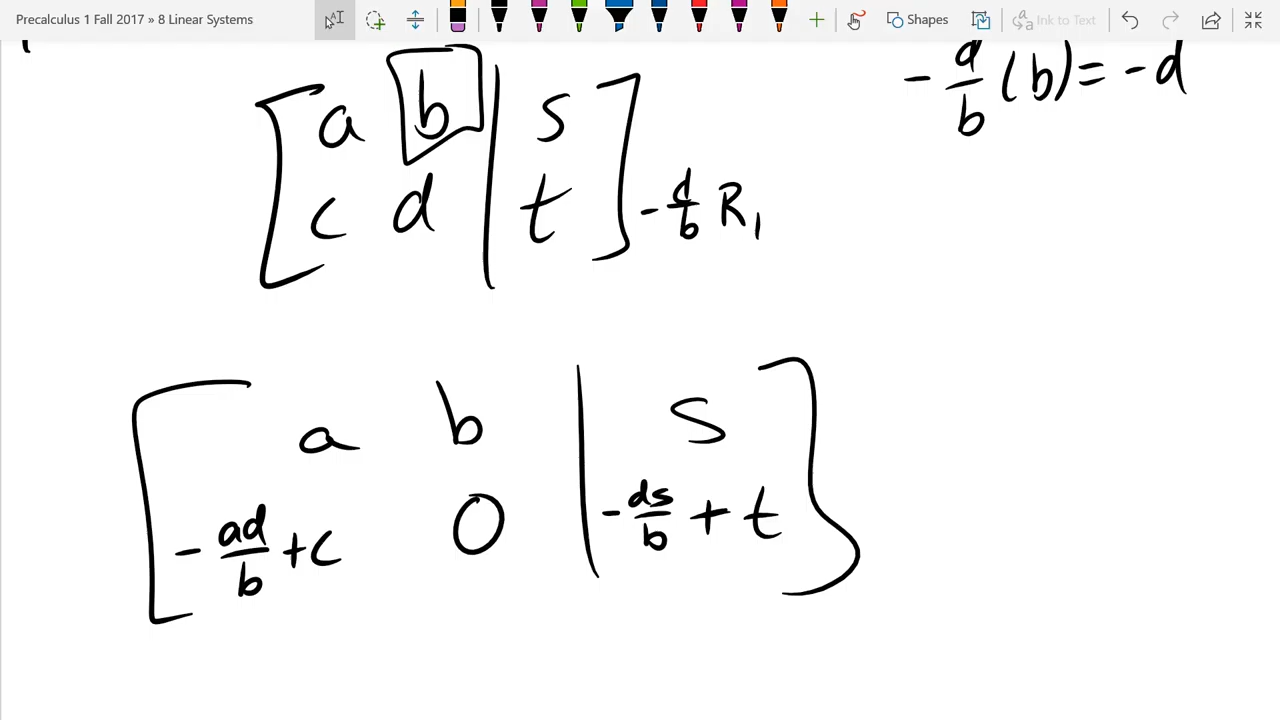 Precalculus 1 Fall 2017 » 8 Linear Systems
Shapes
Ink to Text
- d/b (b) = -d
[ a b | s ]
[ c d | t ] - d/b R₁
[ a b | s ]
[ - ad/b + c 0 | - ds/b + t ]